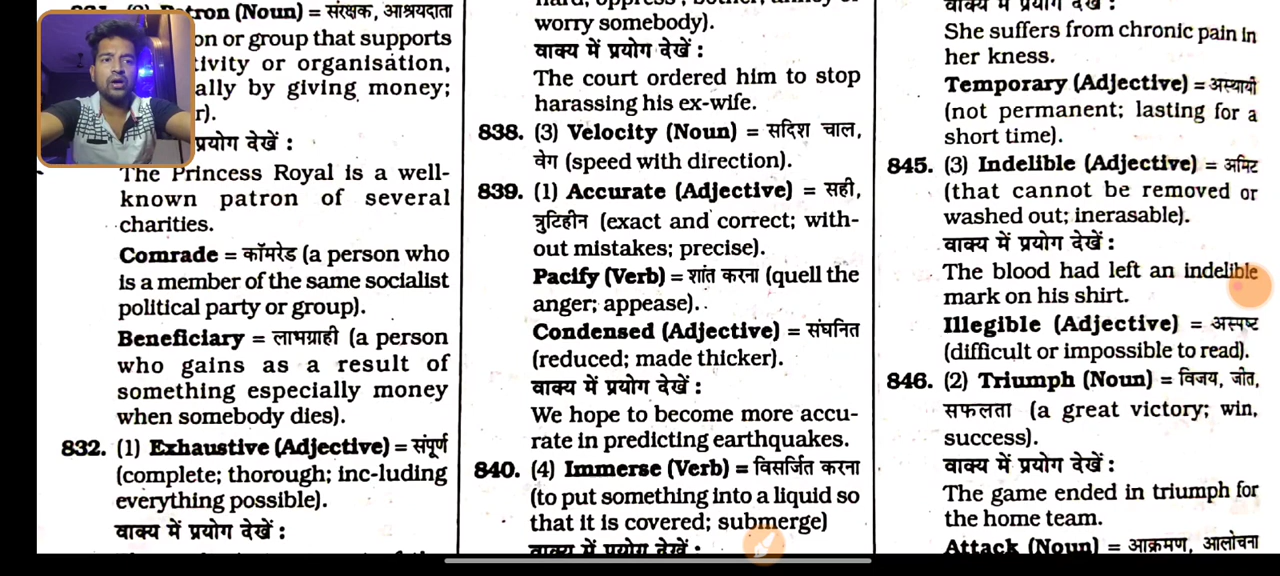 (2) Patron (Noun) = संरक्षक, आश्रयदाता
on or group that supports
tivity or organisation,
ally by giving money;
r).
प्रयोग देखें :
The Princess Royal is a well-
known patron of several
charities.
Comrade = कॉमरेड (a person who
is a member of the same socialist
political party or group).
Beneficiary = लाभग्राही (a person
who gains as a result of
something especially money
when somebody dies).
832. (1) Exhaustive (Adjective) = संपूर्ण
(complete; thorough; inc-luding
everything possible).
वाक्य में प्रयोग देखें :
worry somebody).
वाक्य में प्रयोग देखें :
The court ordered him to stop
harassing his ex-wife.
838. (3) Velocity (Noun) = सदिश चाल,
वेग (speed with direction).
839. (1) Accurate (Adjective) = सही,
त्रुटिहीन (exact and correct; with-
out mistakes; precise).
Pacify (Verb) = शांत करना (quell the
anger; appease).
Condensed (Adjective) = संघनित
(reduced; made thicker).
वाक्य में प्रयोग देखें :
We hope to become more accu-
rate in predicting earthquakes.
840. (4) Immerse (Verb) = विसर्जित करना
(to put something into a liquid so
that it is covered; submerge)
वाक्य में प्रयोग देखें :
वाक्य में प्रयोग देखें :
She suffers from chronic pain in
her kness.
Temporary (Adjective) = अस्थायी
(not permanent; lasting for a
short time).
845. (3) Indelible (Adjective) = अमिट
(that cannot be removed or
washed out; inerasable).
वाक्य में प्रयोग देखें :
The blood had left an indelible
mark on his shirt.
Illegible (Adjective) = अस्पष्ट
(difficult or impossible to read).
846. (2) Triumph (Noun) = विजय, जीत,
सफलता (a great victory; win,
success).
वाक्य में प्रयोग देखें :
The game ended in triumph for
the home team.
Attack (Noun) = आक्रमण, आलोचना